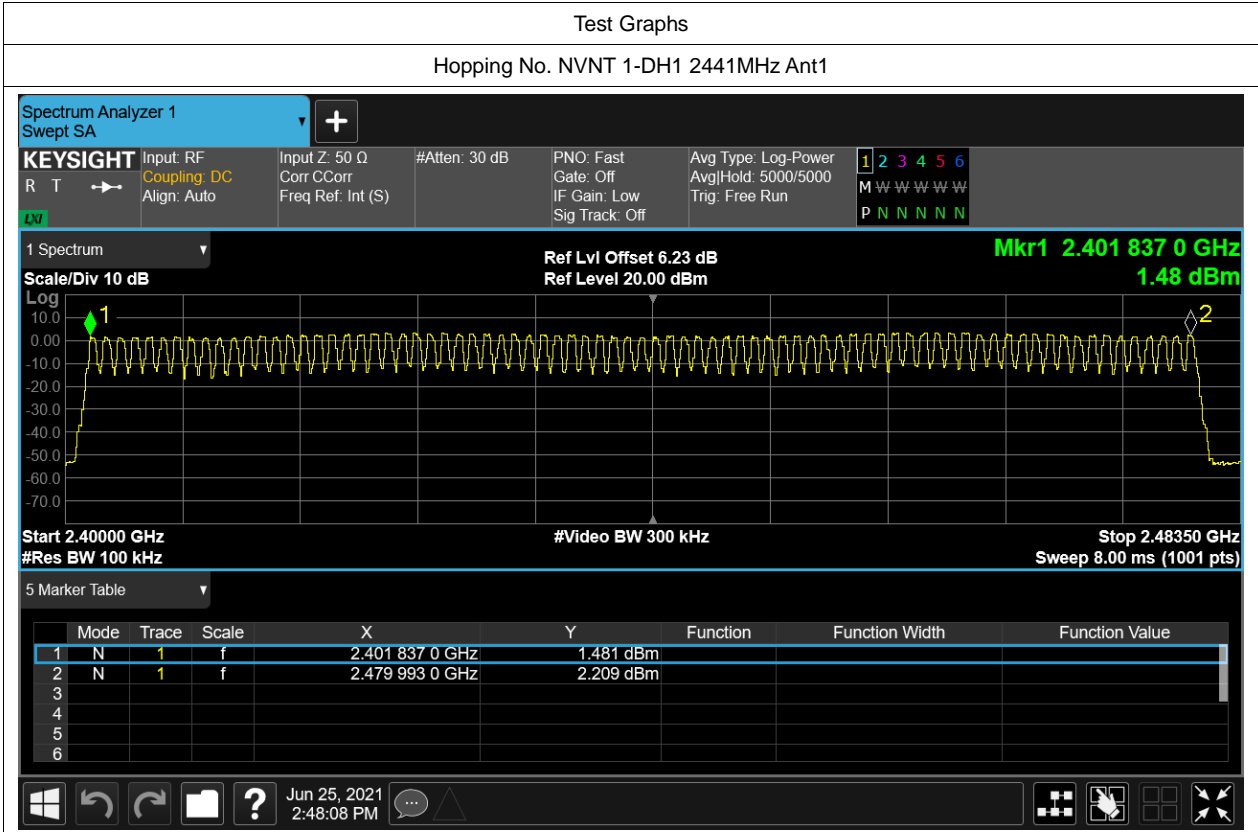 Test Graphs
Hopping No. NVNT 1-DH1 2441MHz Ant1
Spectrum Analyzer 1
Swept SA
KEYSIGHT
R T
LXI
Input: RF
Coupling: DC
Align: Auto
Input Z: 50 Ω
Corr CCorr
Freq Ref: Int (S)
#Atten: 30 dB
PNO: Fast
Gate: Off
IF Gain: Low
Sig Track: Off
Avg Type: Log-Power
Avg|Hold: 5000/5000
Trig: Free Run
1 2 3 4 5 6
M W W W W W
P N N N N N
1 Spectrum
Scale/Div 10 dB
Ref Lvl Offset 6.23 dB
Ref Level 20.00 dBm
Mkr1 2.401 837 0 GHz
1.48 dBm
Log
10.0
0.00
-10.0
-20.0
-30.0
-40.0
-50.0
-60.0
-70.0
1
2
Start 2.40000 GHz
#Res BW 100 kHz
#Video BW 300 kHz
Stop 2.48350 GHz
Sweep 8.00 ms (1001 pts)
5 Marker Table
Mode Trace Scale X Y Function Function Width Function Value
1 N 1 f 2.401 837 0 GHz 1.481 dBm
2 N 1 f 2.479 993 0 GHz 2.209 dBm
3
4
5
6
?
Jun 25, 2021
2:48:08 PM